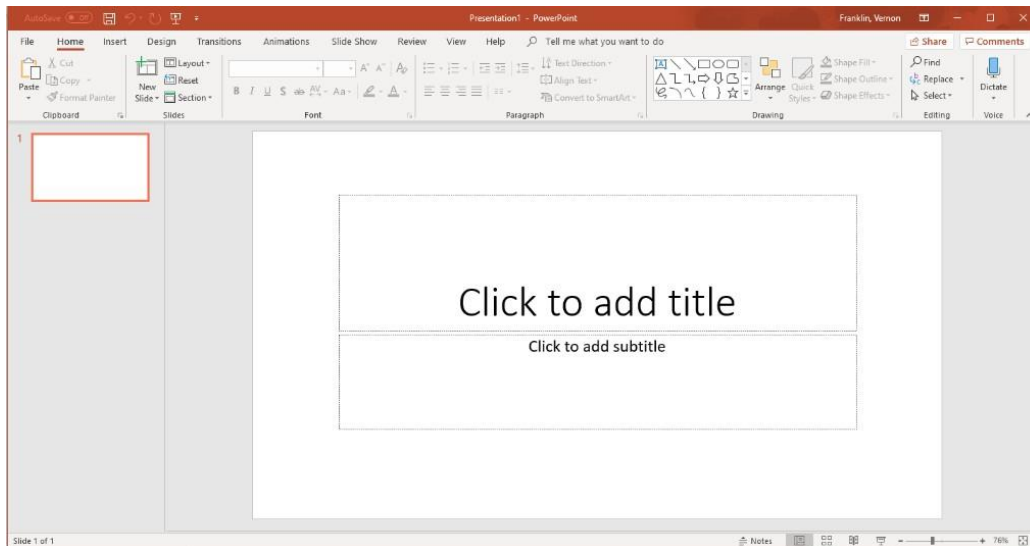 AutoSave Off Presentation1 - PowerPoint Franklin, Vernon
File Home Insert Design Transitions Animations Slide Show Review View Help Tell me what you want to do Share Comments
Paste
Cut
Copy
Format Painter
Clipboard
New
Slide
Layout
Reset
Section
Slides
B I U S ab AV Aa A
Font
Text Direction
Align Text
Convert to SmartArt
Paragraph
Arrange
Quick
Styles
Shape Fill
Shape Outline
Shape Effects
Drawing
Find
Replace
Select
Editing
Dictate
Voice
1
Click to add title
Click to add subtitle
Slide 1 of 1 Notes 76%